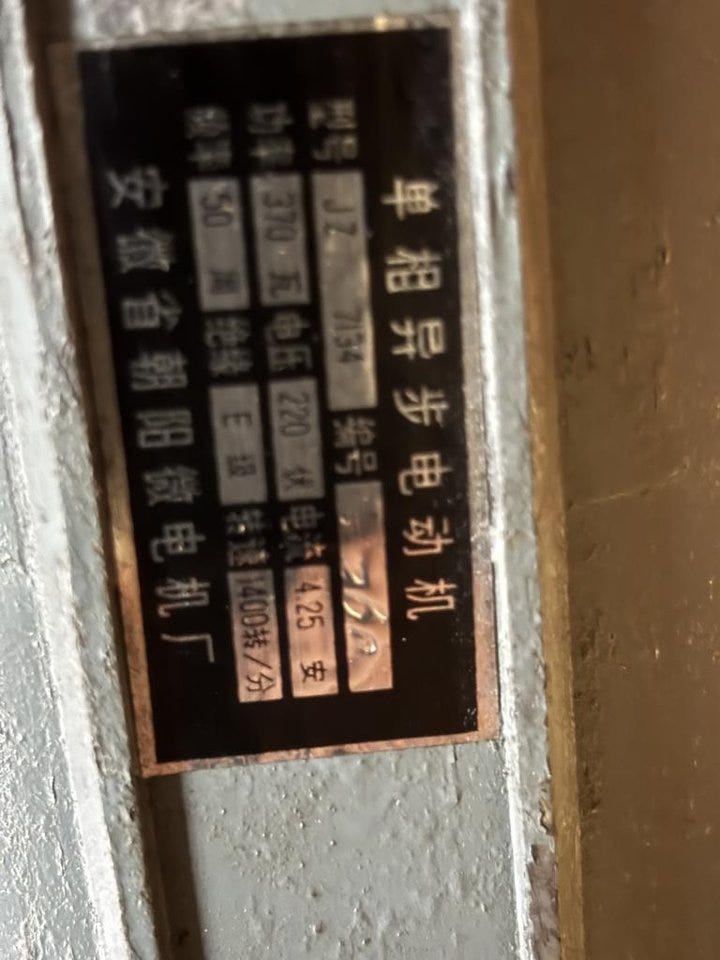 单相异步电动机
型号 JZ 7134 编号
功率 370 瓦 电压 220 伏 电流 4.25 安
频率 50 周 绝缘 E 级 转速 1400转/分
安徽省朝阳微电机厂